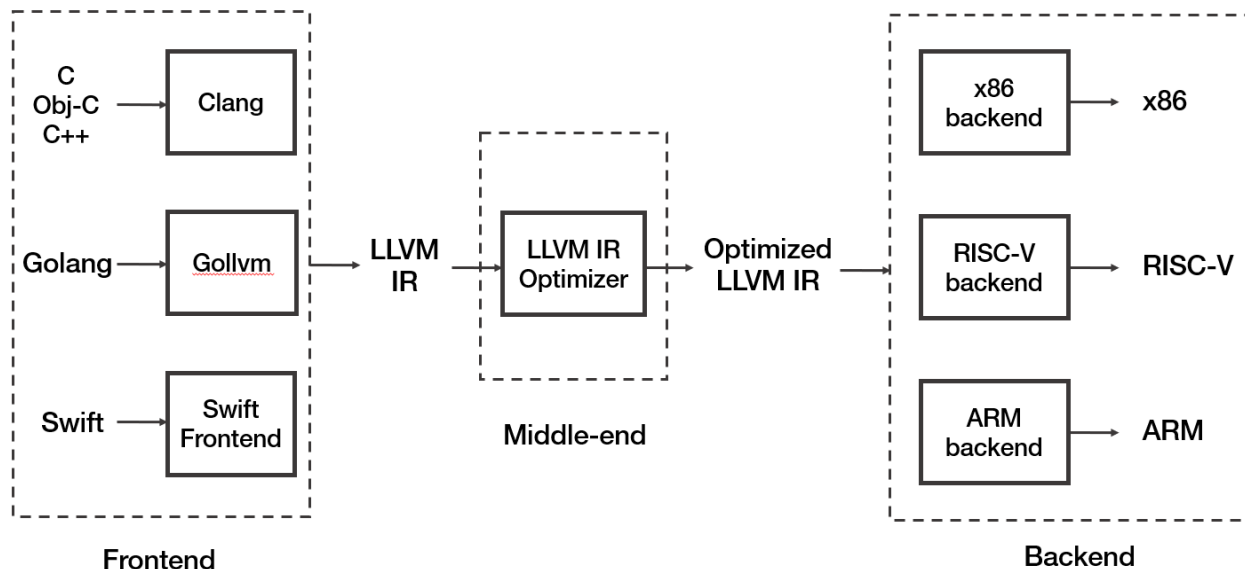 C
Obj-C
C++
Clang
Golang
Gollvm
Swift
Swift
Frontend
Frontend
LLVM
IR
LLVM IR
Optimizer
Middle-end
Optimized
LLVM IR
x86
backend
x86
RISC-V
backend
RISC-V
ARM
backend
ARM
Backend